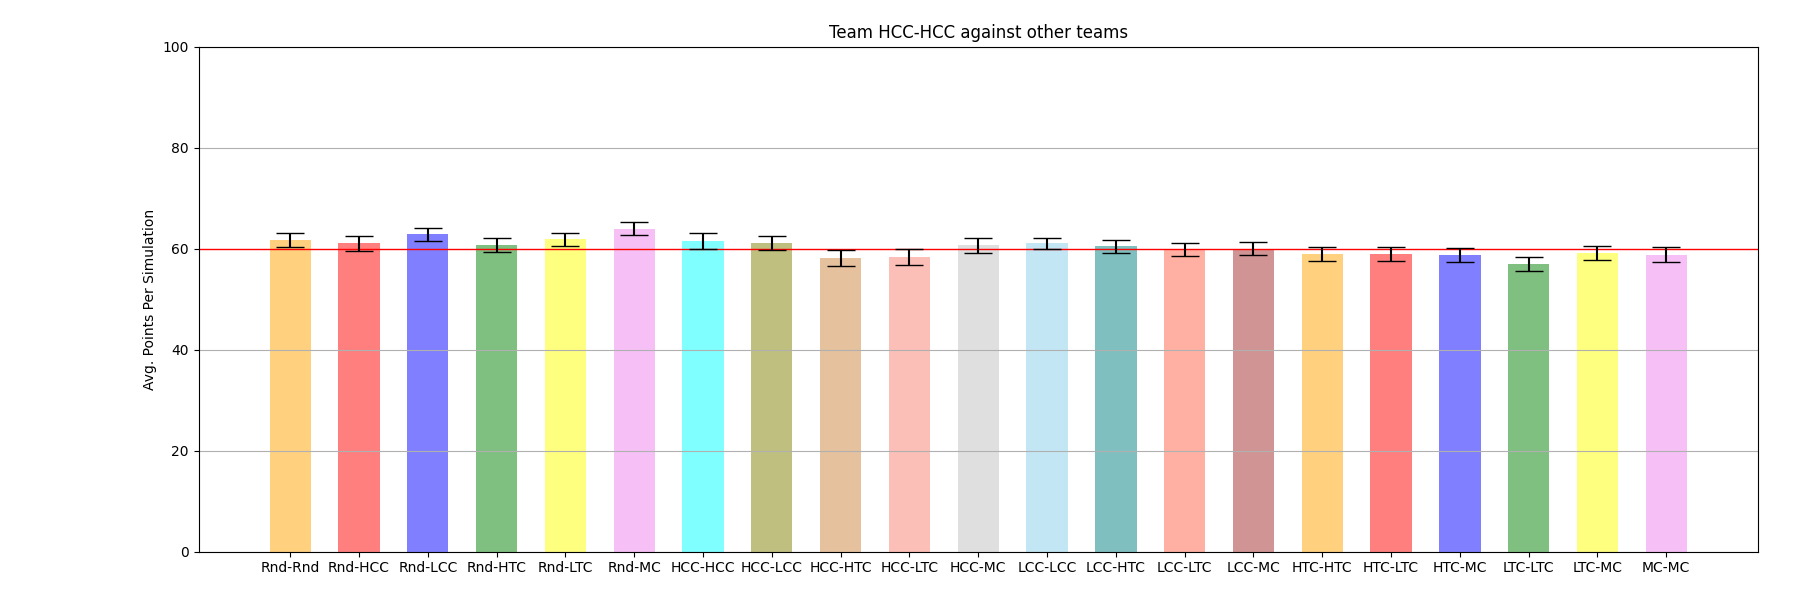 Team HCC-HCC against other teams
Avg. Points Per Simulation
100
80
60
40
20
0
Rnd-Rnd Rnd-HCC Rnd-LCC Rnd-HTC Rnd-LTC Rnd-MC HCC-HCC HCC-LCC HCC-HTC HCC-LTC HCC-MC LCC-LCC LCC-HTC LCC-LTC LCC-MC HTC-HTC HTC-LTC HTC-MC LTC-LTC LTC-MC MC-MC